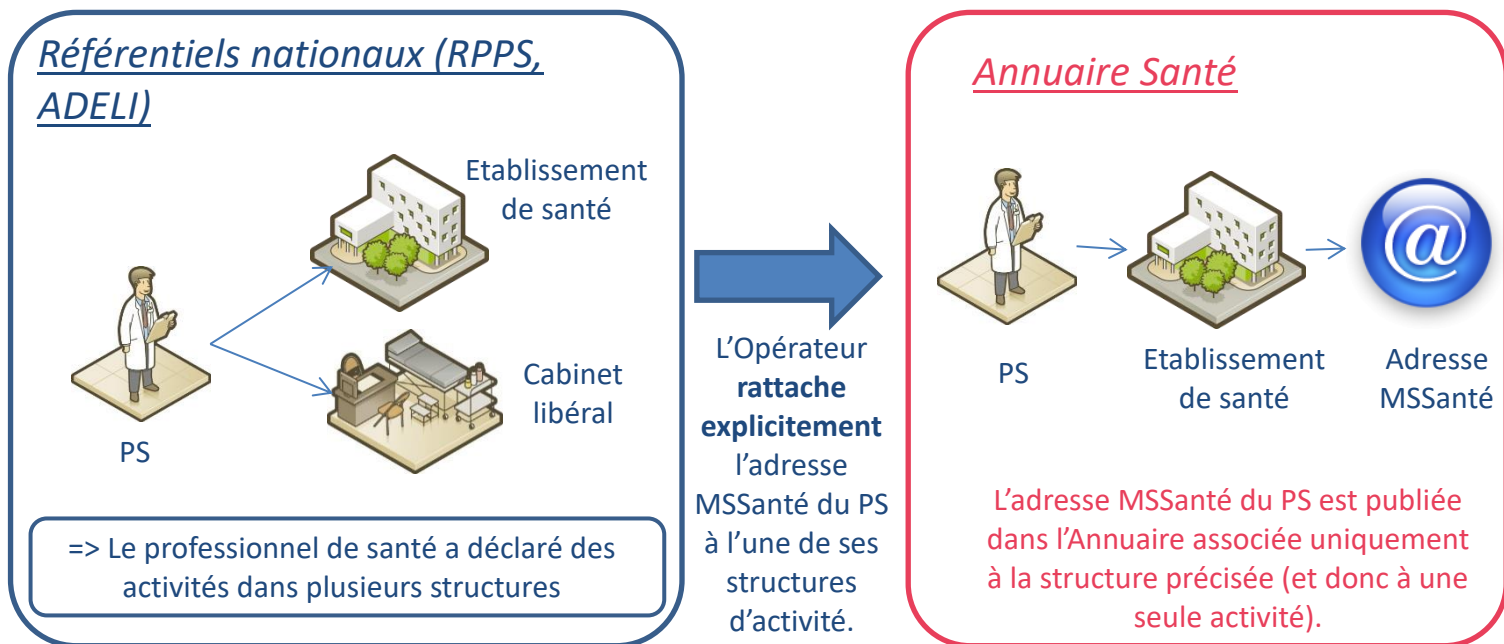 Référentiels nationaux (RPPS,
ADELI)
Etablissement
de santé
Cabinet
libéral
PS
=> Le professionnel de santé a déclaré des
activités dans plusieurs structures
L’Opérateur
rattache
explicitement
l’adresse
MSSanté du PS
à l’une de ses
structures
d’activité.
Annuaire Santé
@
PS
Etablissement
de santé
Adresse
MSSanté
L’adresse MSSanté du PS est publiée
dans l’Annuaire associée uniquement
à la structure précisée (et donc à une
seule activité).